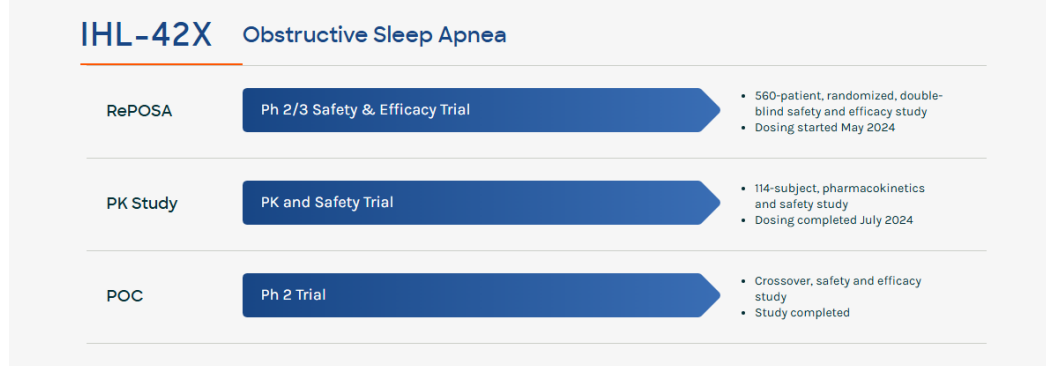 IHL-42X Obstructive Sleep Apnea
RePOSA
Ph 2/3 Safety & Efficacy Trial
• 560-patient, randomized, double-
blind safety and efficacy study
• Dosing started May 2024
PK Study
PK and Safety Trial
• 114-subject, pharmacokinetics
and safety study
• Dosing completed July 2024
POC
Ph 2 Trial
• Crossover, safety and efficacy
study
• Study completed